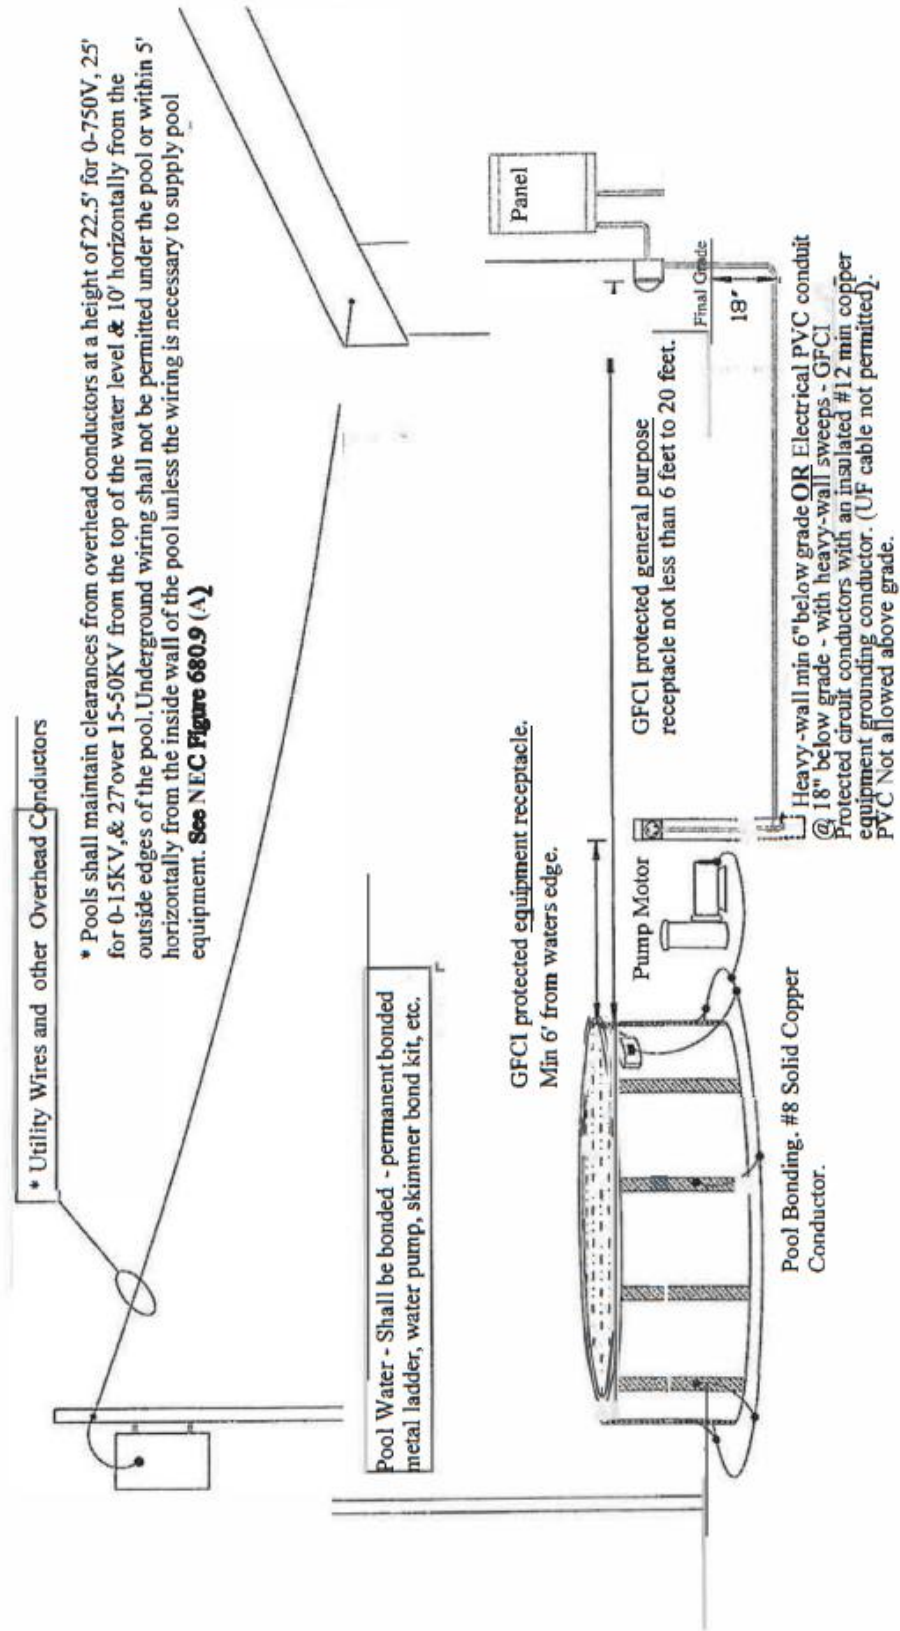 * Utility Wires and other Overhead Conductors
* Pools shall maintain clearances from overhead conductors at a height of 22.5' for 0-750V, 25'
for 0-15KV,& 27'over 15-50KV from the top of the water level & 10' horizontally from the
outside edges of the pool.Underground wiring shall not be permitted under the pool or within 5'
horizontally from the inside wall of the pool unless the wiring is necessary to supply pool
equipment. See NEC Figure 680.9 (A)
Pool Water - Shall be bonded - permanent bonded
metal ladder, water pump, skimmer bond kit, etc.
Panel
GFCI protected equipment receptacle.
Min 6' from waters edge.
GFCI protected general purpose
receptacle not less than 6 feet to 20 feet.
Final Grade
18"
Pump Motor
Pool Bonding. #8 Solid Copper
Conductor.
Heavy-wall min 6"below grade OR Electrical PVC conduit
@ 18" below grade - with heavy-wall sweeps - GFCI
Protected circuit conductors with an insulated #12 min copper
equipment grounding conductor. (UF cable not permitted).
PVC Not allowed above grade.